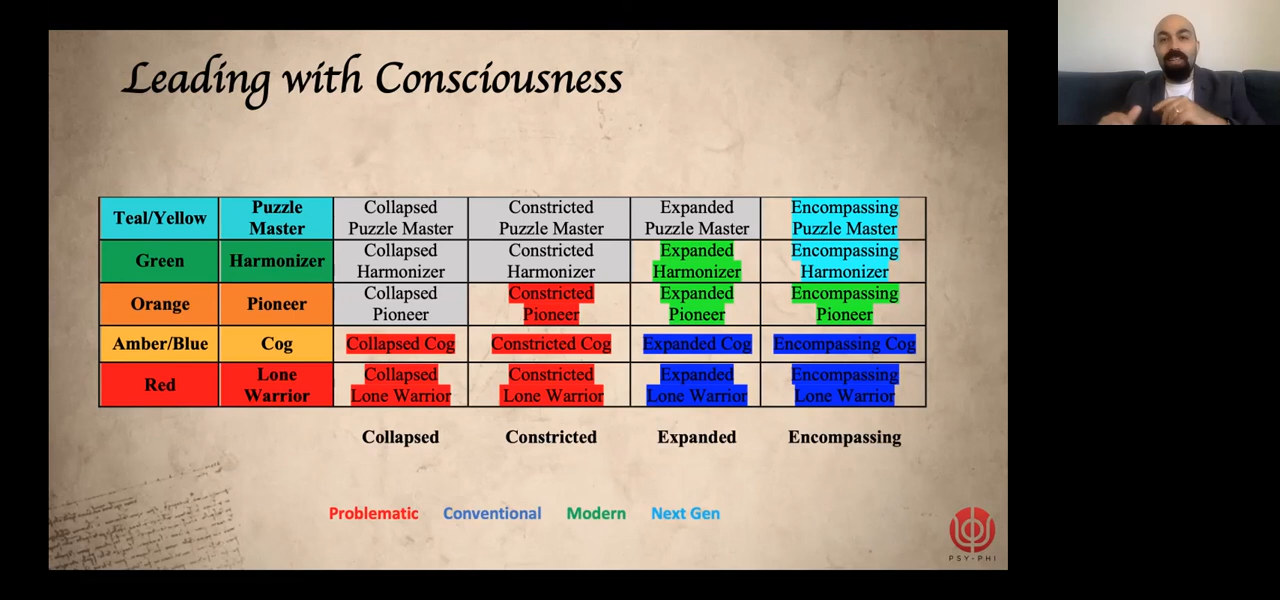 Leading with Consciousness
Teal/Yellow
Puzzle
Master
Collapsed
Puzzle Master
Constricted
Puzzle Master
Expanded
Puzzle Master
Encompassing
Puzzle Master
Green
Harmonizer
Collapsed
Harmonizer
Constricted
Harmonizer
Expanded
Harmonizer
Encompassing
Harmonizer
Orange
Pioneer
Collapsed
Pioneer
Constricted
Pioneer
Expanded
Pioneer
Encompassing
Pioneer
Amber/Blue
Cog
Collapsed Cog
Constricted Cog
Expanded Cog
Encompassing Cog
Red
Lone
Warrior
Collapsed
Lone Warrior
Constricted
Lone Warrior
Expanded
Lone Warrior
Encompassing
Lone Warrior
Collapsed
Constricted
Expanded
Encompassing
Problematic
Conventional
Modern
Next Gen
PSY-PHI